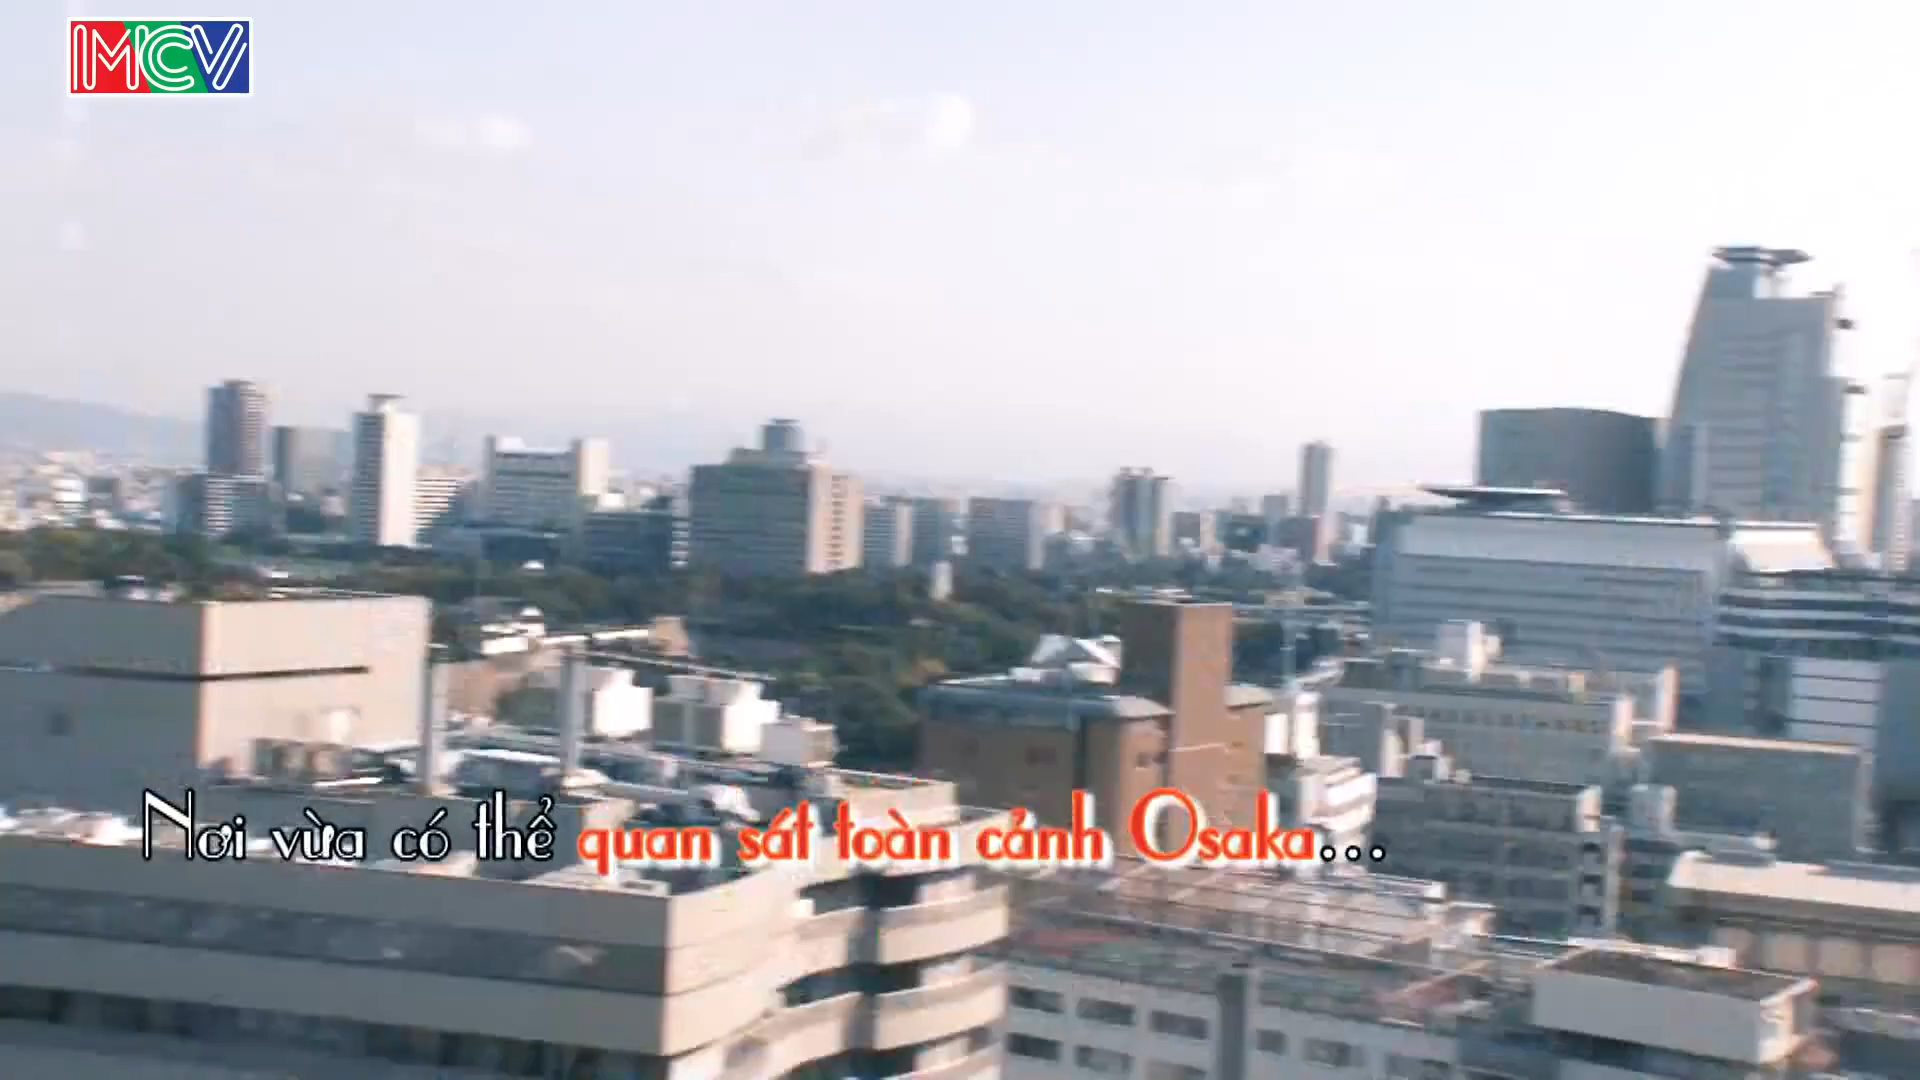 MCV
Nơi vừa có thể quan sát toàn cảnh Osaka...